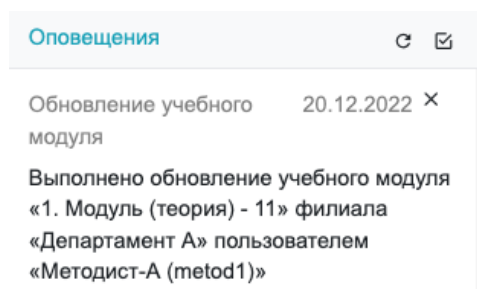 Оповещения
Обновление учебного 20.12.2022
модуля
Выполнено обновление учебного модуля
«1. Модуль (теория) - 11» филиала
«Департамент А» пользователем
«Методист-А (metod1)»